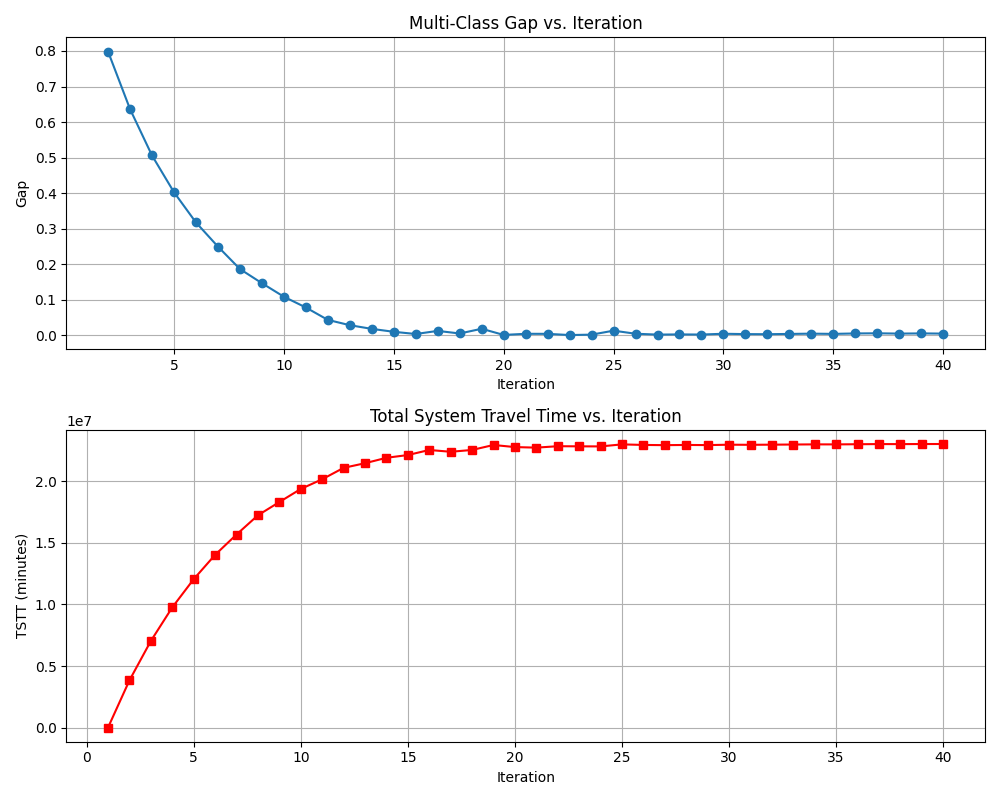 Multi-Class Gap vs. Iteration
0.8
0.7
0.6
0.5
0.4
0.3
0.2
0.1
0.0
Gap
5 10 15 20 25 30 35 40
Iteration
1e7
Total System Travel Time vs. Iteration
2.0
1.5
1.0
0.5
0.0
TSTT (minutes)
0 5 10 15 20 25 30 35 40
Iteration